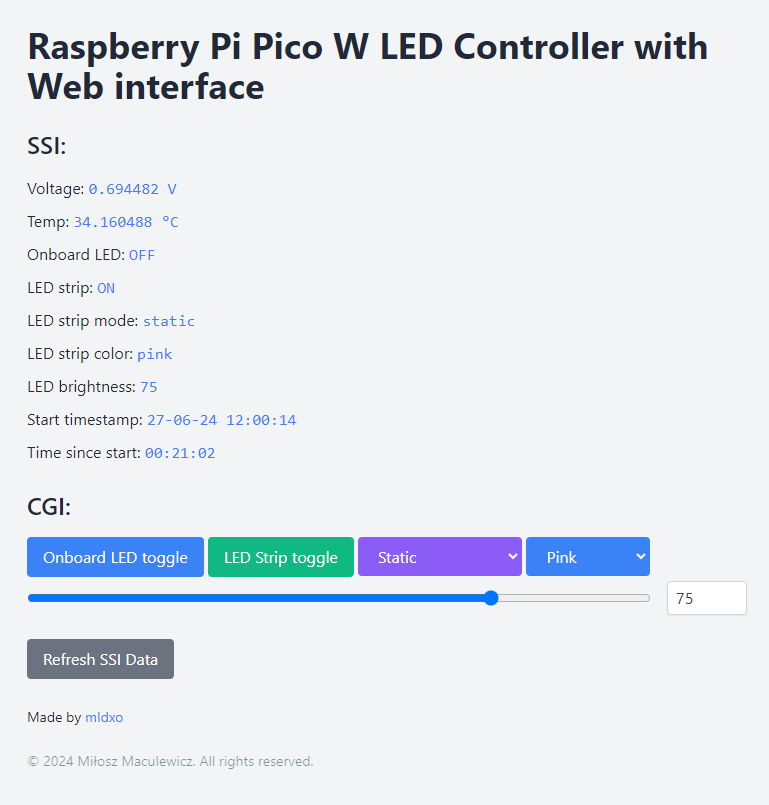 Raspberry Pi Pico W LED Controller with
Web interface
SSI:
Voltage: 0.694482 V
Temp: 34.160488 °C
Onboard LED: OFF
LED strip: ON
LED strip mode: static
LED strip color: pink
LED brightness: 75
Start timestamp: 27-06-24 12:00:14
Time since start: 00:21:02
CGI:
Onboard LED toggle LED Strip toggle Static Pink
75
Refresh SSI Data
Made by mldxo
© 2024 Miłosz Maculewicz. All rights reserved.